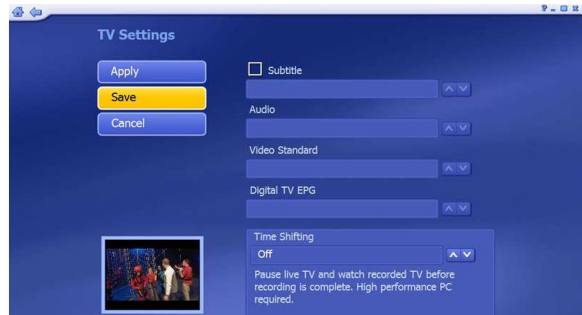 TV Settings
Apply
Save
Cancel
Subtitle
Audio
Video Standard
Digital TV EPG
Time Shifting
Off
Pause live TV and watch recorded TV before
recording is complete. High performance PC
required.